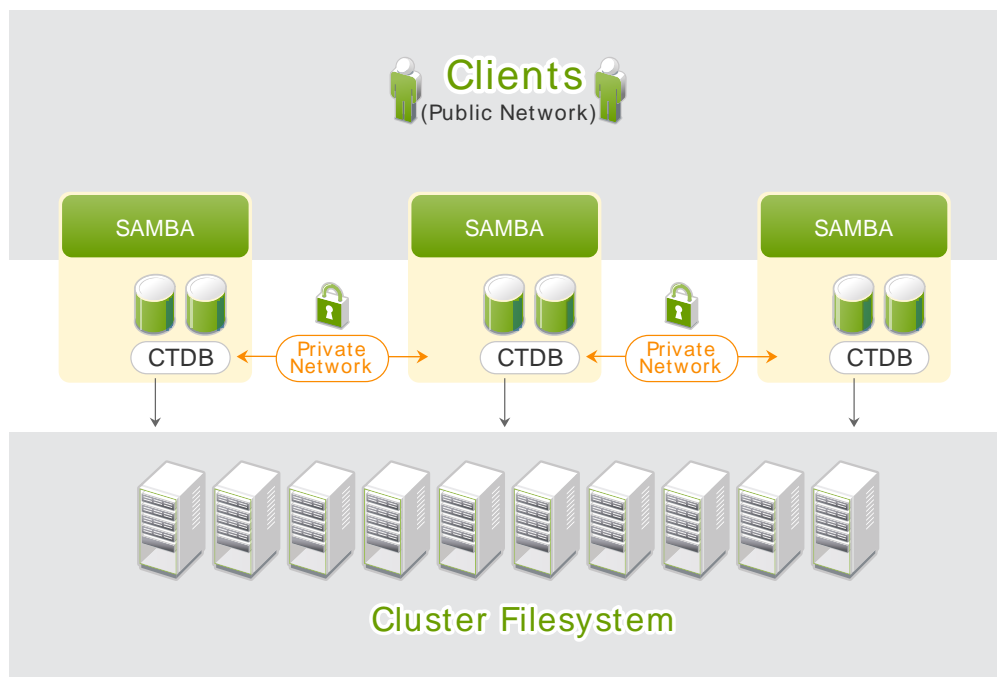 Clients
(Public Network)
SAMBA
SAMBA
SAMBA
CTDB
Private
Network
CTDB
Private
Network
CTDB
Cluster Filesystem